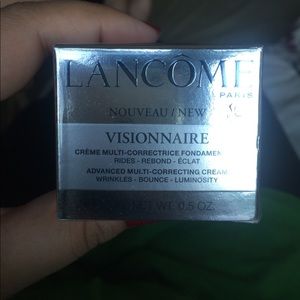 LANCÔME
PARIS
NOUVEAU / NEW
VISIONNAIRE
CRÈME MULTI-CORRECTRICE FONDAMEN
RIDES - REBOND - ÉCLAT
ADVANCED MULTI-CORRECTING CREAM
WRINKLES - BOUNCE - LUMINOSITY
NET WT. 0.5 OZ.